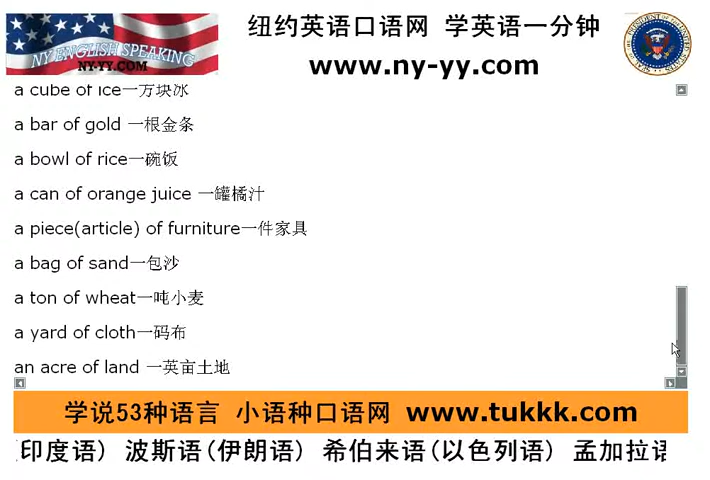 纽约英语口语网 学英语一分钟
NY ENGLISH SPEAKING
NY-YY.COM
www.ny-yy.com
a cube of ice一方块冰
a bar of gold 一根金条
a bowl of rice一碗饭
a can of orange juice 一罐橘汁
a piece(article) of furniture一件家具
a bag of sand一包沙
a ton of wheat一吨小麦
a yard of cloth一码布
an acre of land 一英亩土地
学说53种语言 小语种口语网 www.tukkk.com
印度语) 波斯语(伊朗语) 希伯来语(以色列语) 孟加拉语